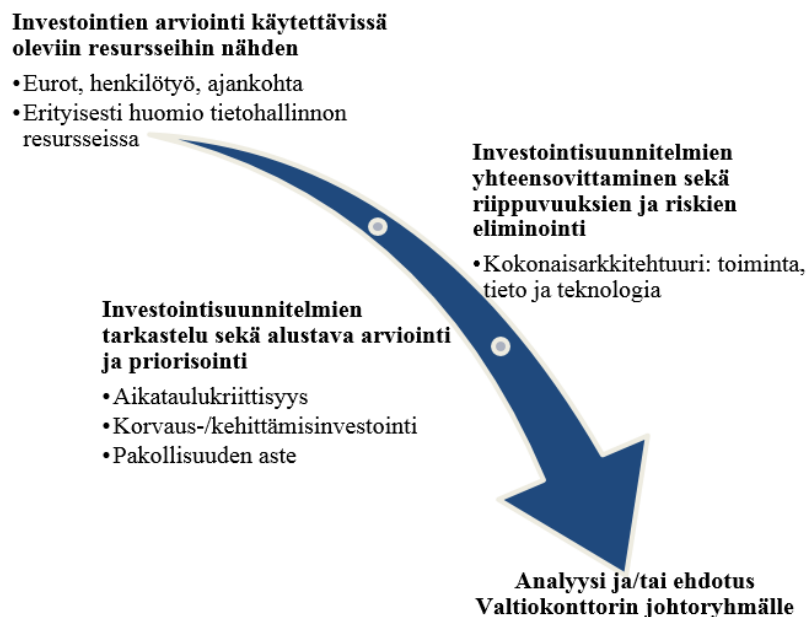 Investointien arviointi käytettävissä
oleviin resursseihin nähden
•Eurot, henkilötyö, ajankohta
•Erityisesti huomio tietohallinnon
resursseissa
Investointisuunnitelmien
tarkastelu sekä alustava arviointi
ja priorisointi
•Aikataulukriittisyys
•Korvaus-/kehittämisinvestointi
•Pakollisuuden aste
Investointisuunnitelmien
yhteensovittaminen sekä
riippuvuuksien ja riskien
eliminointi
•Kokonaisarkkitehtuuri: toiminta,
tieto ja teknologia
Analyysi ja/tai ehdotus
Valtiokonttorin johtoryhmälle